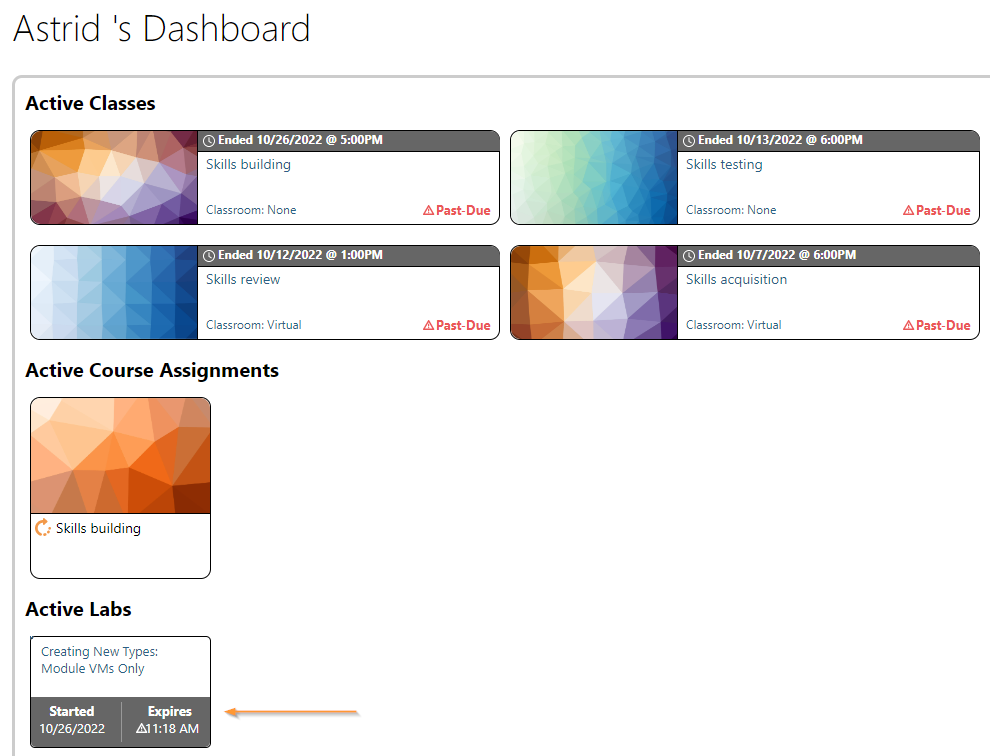 Astrid 's Dashboard
Active Classes
Ended 10/26/2022 @ 5:00PM
Skills building
Classroom: None
Past-Due
Ended 10/13/2022 @ 6:00PM
Skills testing
Classroom: None
Past-Due
Ended 10/12/2022 @ 1:00PM
Skills review
Classroom: Virtual
Past-Due
Ended 10/7/2022 @ 6:00PM
Skills acquisition
Classroom: Virtual
Past-Due
Active Course Assignments
Skills building
Active Labs
Creating New Types:
Module VMs Only
Started
10/26/2022
Expires
11:18 AM